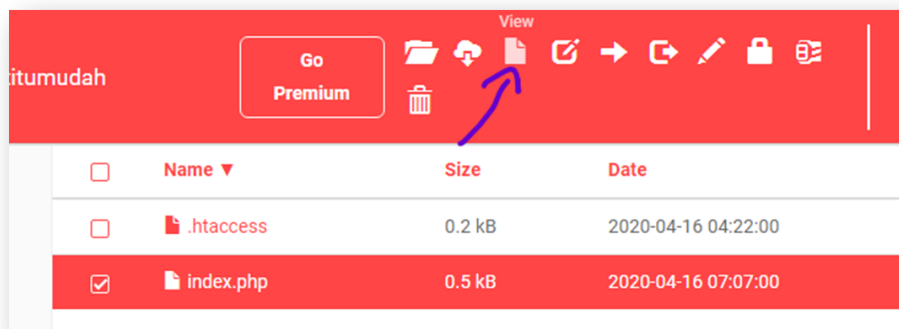 View
titumudah
Go
Premium
Name ▼ Size Date
.htaccess 0.2 kB 2020-04-16 04:22:00
index.php 0.5 kB 2020-04-16 07:07:00